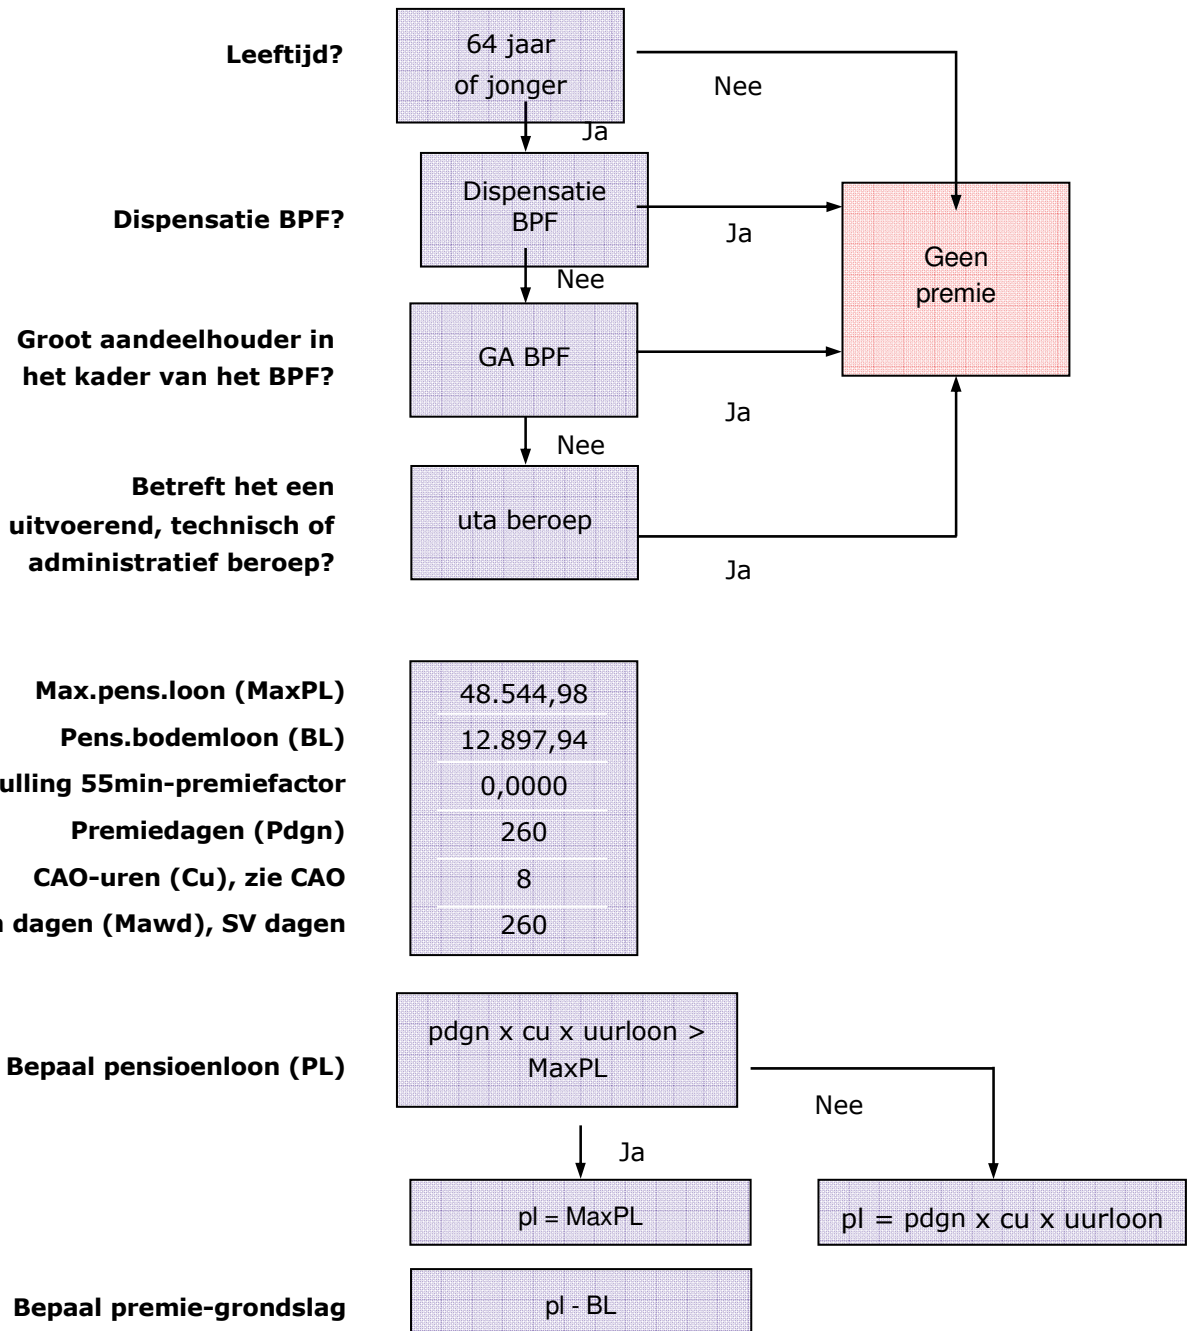 Leeftijd?
64 jaar
of jonger
Nee
Ja
Dispensatie BPF?
Dispensatie
BPF
Ja
Geen
premie
Nee
Groot aandeelhouder in
het kader van het BPF?
GA BPF
Ja
Nee
Betreft het een
uitvoerend, technisch of
administratief beroep?
uta beroep
Ja
Max.pens.loon (MaxPL) 48.544,98
Pens.bodemloon (BL) 12.897,94
55min-premiefactor 0,0000
Premiedagen (Pdgn) 260
CAO-uren (Cu), zie CAO 8
dagen (Mawd), SV dagen 260
Bepaal pensioenloon (PL)
pdgn x cu x uurloon >
MaxPL
Nee
Ja
pl = MaxPL
pl = pdgn x cu x uurloon
Bepaal premie-grondslag
pl - BL